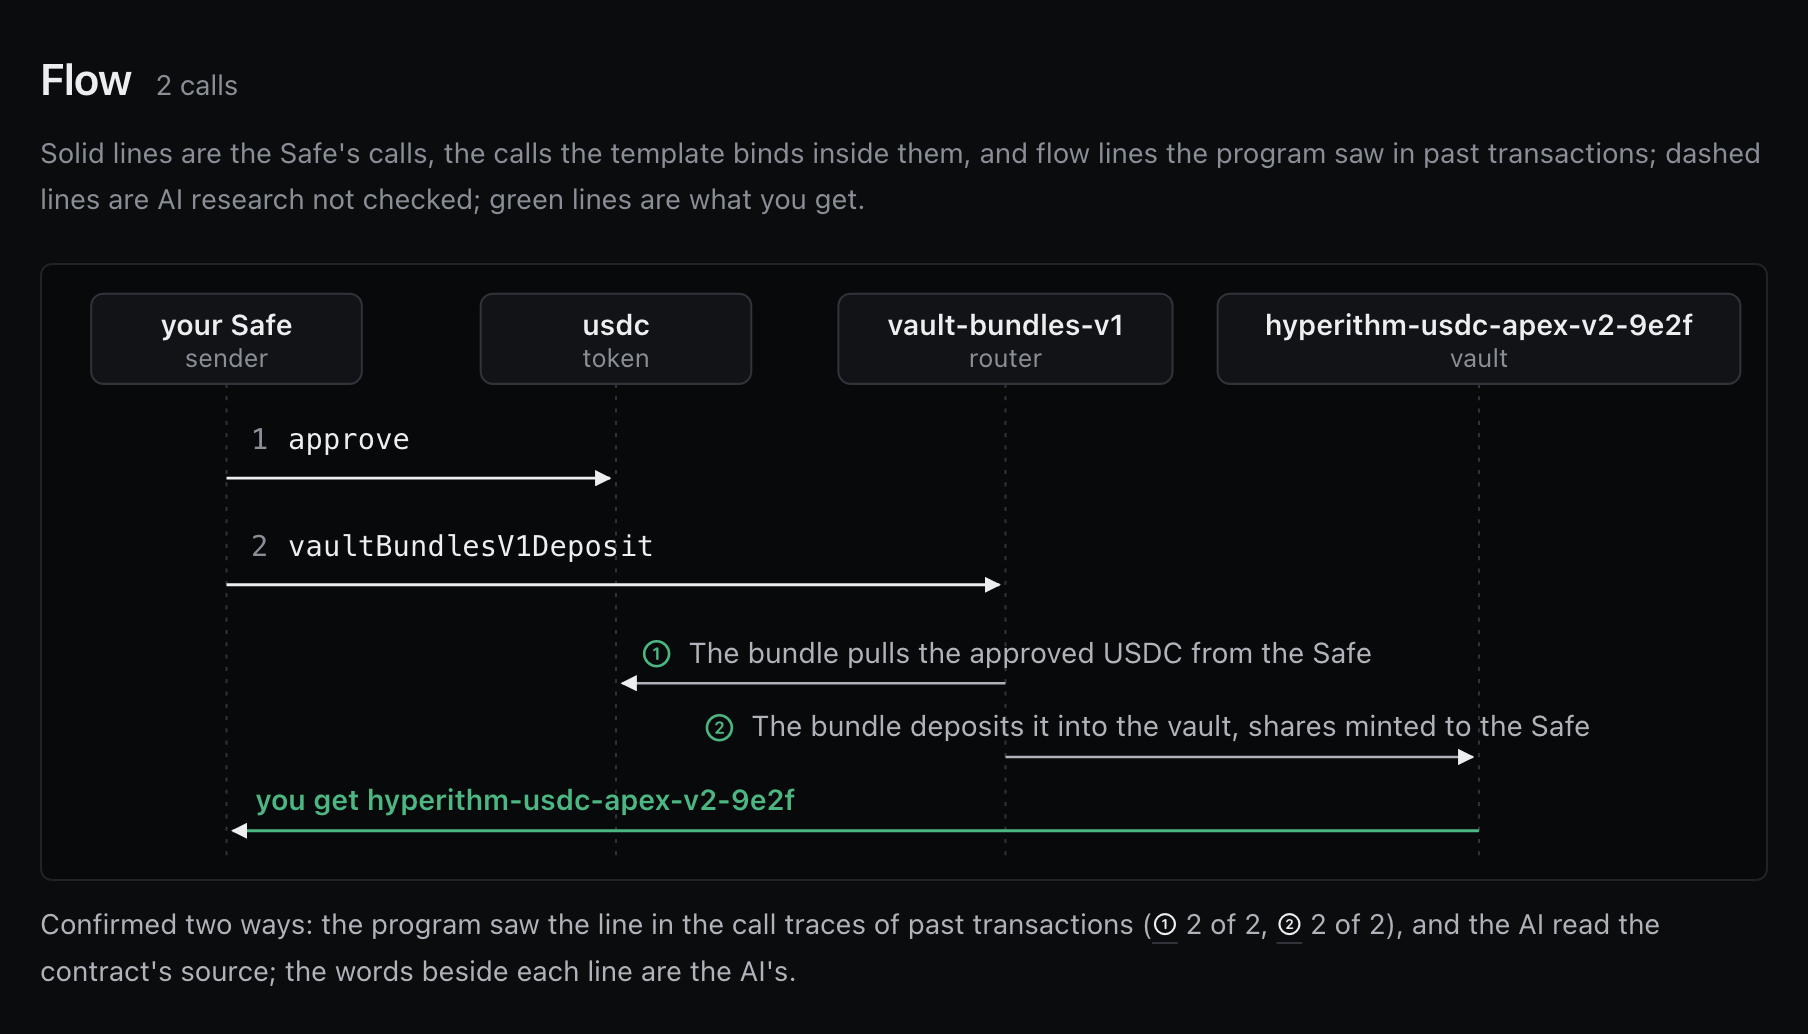 Flow 2 calls
Solid lines are the Safe's calls, the calls the template binds inside them, and flow lines the program saw in past transactions; dashed
lines are AI research not checked; green lines are what you get.
your Safe
sender
usdc
token
vault-bundles-v1
router
hyperithm-usdc-apex-v2-9e2f
vault
1 approve
2 vaultBundlesV1Deposit
① The bundle pulls the approved USDC from the Safe
② The bundle deposits it into the vault, shares minted to the Safe
you get hyperithm-usdc-apex-v2-9e2f
Confirmed two ways: the program saw the line in the call traces of past transactions (① 2 of 2, ② 2 of 2), and the AI read the
contract's source; the words beside each line are the AI's.